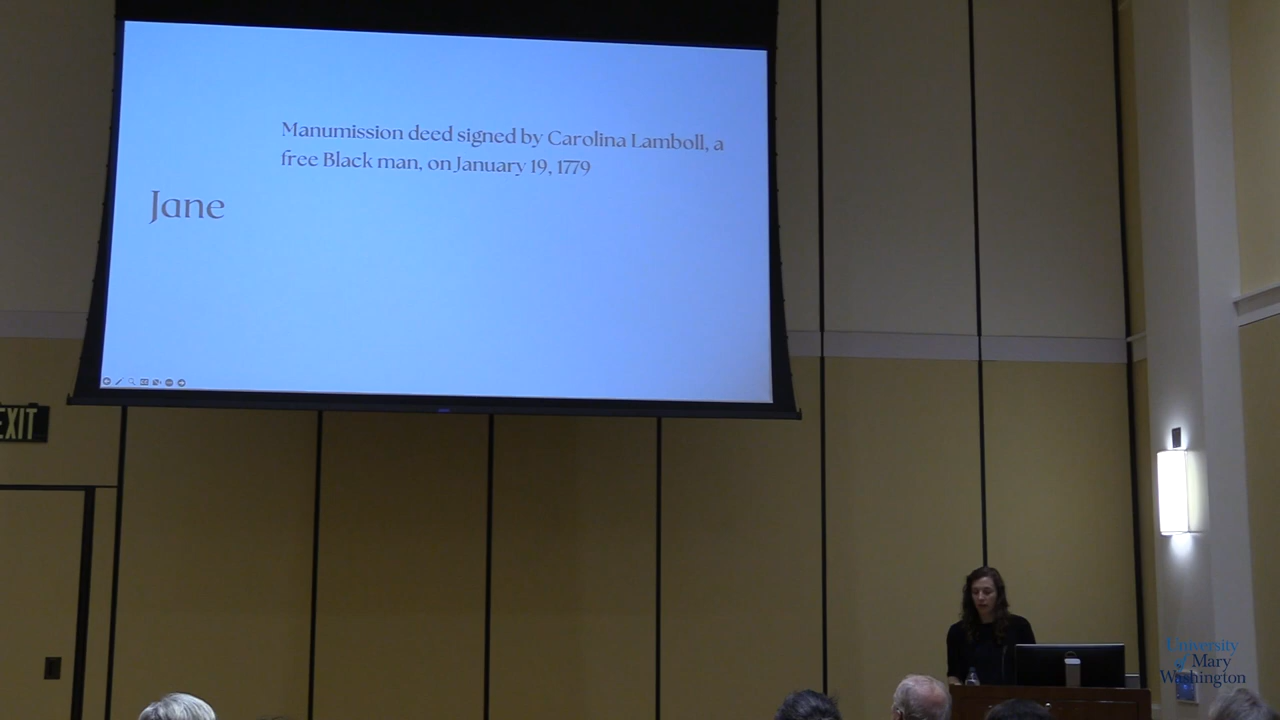 Manumission deed signed by Carolina Lamboll, a
free Black man, on January 19, 1779
Jane
EXIT
University
of Mary
Washington